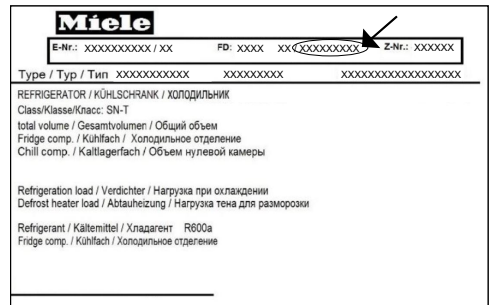 Miele
E-Nr.: XXXXXXXXXX / XX FD: XXXX XX XXXXXXXXX Z-Nr.: XXXXXX
Type / Typ / Тип XXXXXXXXXXX XXXXXXXXX XXXXXXXXXXXXXXXXXX
REFRIGERATOR / KÜHLSCHRANK / ХОЛОДИЛЬНИК
Class/Klasse/Класс: SN-T
total volume / Gesamtvolumen / Общий объем
Fridge comp. / Kühlfach / Холодильное отделение
Chill comp. / Kaltlagerfach / Объем нулевой камеры
Refrigeration load / Verdichter / Нагрузка при охлаждении
Defrost heater load / Abtauheizung / Нагрузка тена для разморозки
Refrigerant / Kältemittel / Хладагент R600a
Fridge comp. / Kühlfach / Холодильное отделение